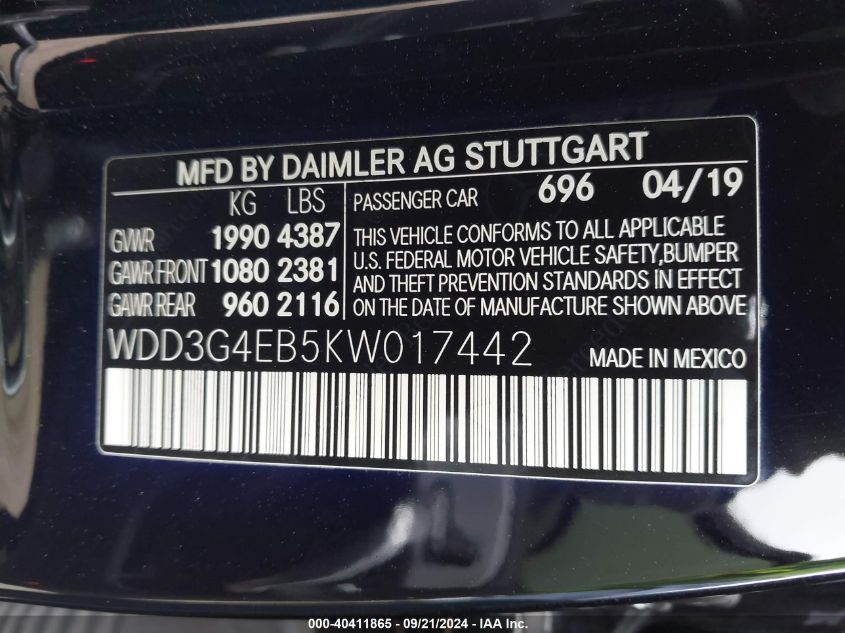 MFD BY DAIMLER AG STUTTGART
KG LBS
GVWR 1990 4387
GAWR FRONT 1080 2381
GAWR REAR 960 2116
PASSENGER CAR 696 04/19
THIS VEHICLE CONFORMS TO ALL APPLICABLE
U.S. FEDERAL MOTOR VEHICLE SAFETY,BUMPER
AND THEFT PREVENTION STANDARDS IN EFFECT
ON THE DATE OF MANUFACTURE SHOWN ABOVE
WDD3G4EB5KW017442 MADE IN MEXICO
000-40411865 - 09/21/2024 - IAA Inc.